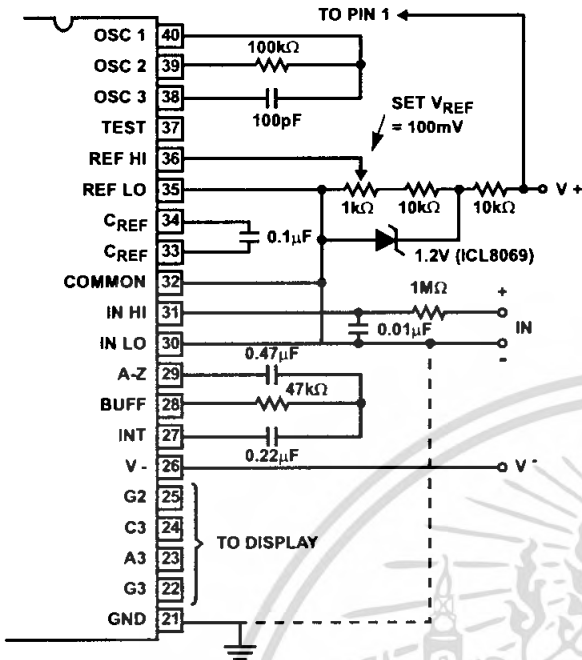 TO PIN 1
OSC 1 40
100kΩ
OSC 2 39
OSC 3 38
100pF
TEST 37
SET VREF
= 100mV
REF HI 36
REF LO 35
1kΩ 10kΩ 10kΩ
V +
CREF 34
0.1µF
CREF 33
1.2V (ICL8069)
COMMON 32
1MΩ
IN HI 31
+
0.01µF
IN
IN LO 30
-
0.47µF
A-Z 29
47kΩ
BUFF 28
INT 27
0.22µF
V - 26
V -
G2 25
C3 24
TO DISPLAY
A3 23
G3 22
GND 21